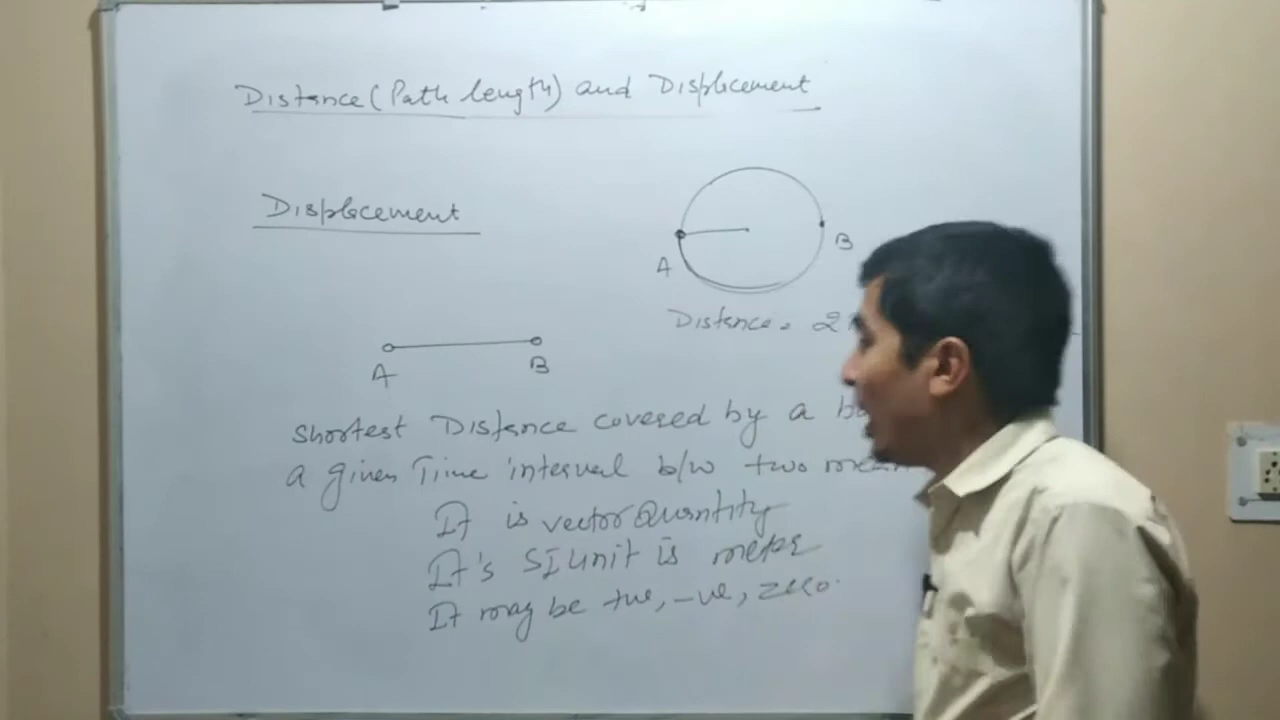 Distance (Path length) and Displacement
Displacement
A
B
Distance = 2
A
B
Shortest Distance covered by a
a given Time interval b/w two
It is vector Quantity
It's SI unit is
It may be +ve, -ve, zero.